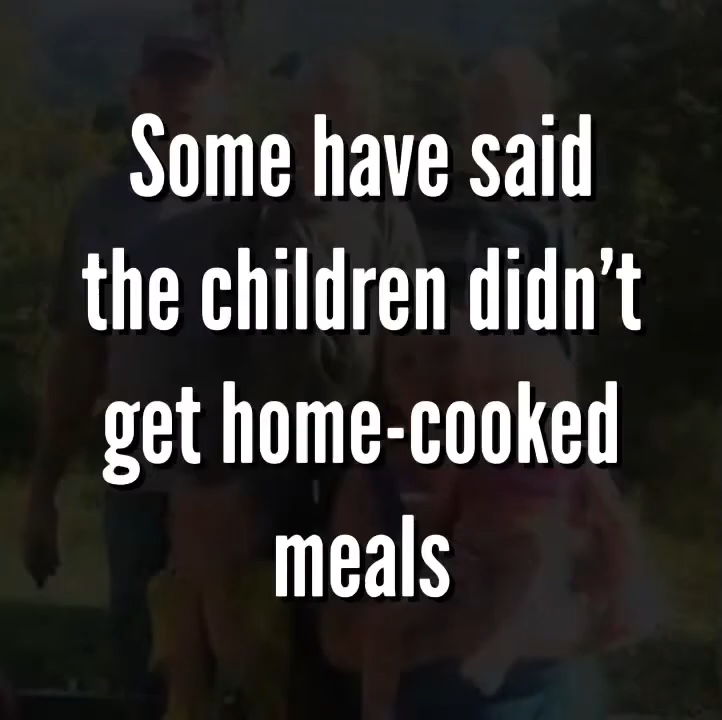 Some have said
the children didn’t
get home-cooked
meals